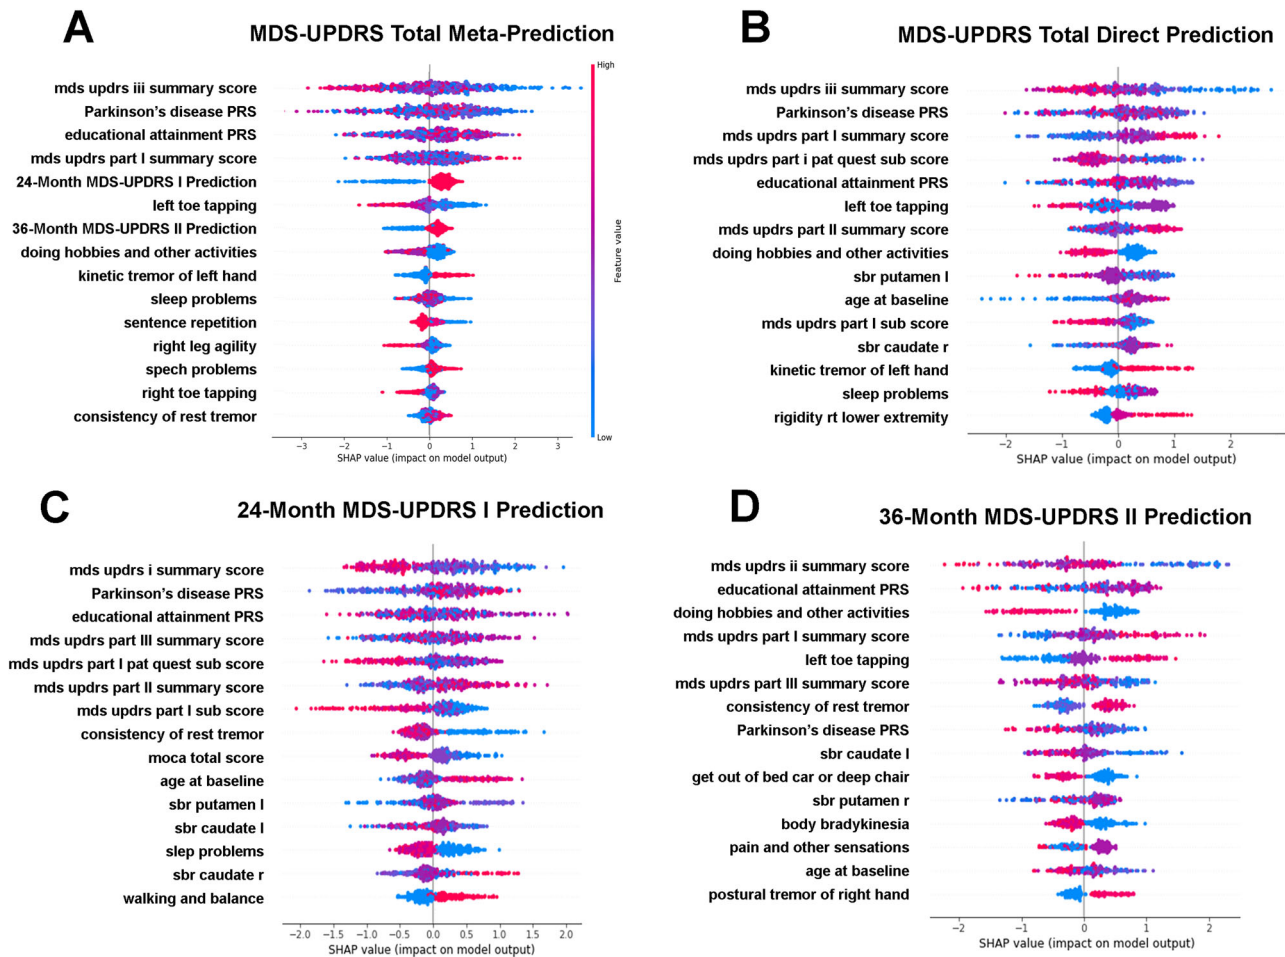 A
MDS-UPDRS Total Meta-Prediction
mds updrs iii summary score
Parkinson's disease PRS
educational attainment PRS
mds updrs part I summary score
24-Month MDS-UPDRS I Prediction
left toe tapping
36-Month MDS-UPDRS II Prediction
doing hobbies and other activities
kinetic tremor of left hand
sleep problems
sentence repetition
right leg agility
spech problems
right toe tapping
consistency of rest tremor
−3 −2 −1 0 1 2 3
SHAP value (impact on model output)
High
Feature value
Low
B
MDS-UPDRS Total Direct Prediction
mds updrs iii summary score
Parkinson's disease PRS
mds updrs part I summary score
mds updrs part i pat quest sub score
educational attainment PRS
left toe tapping
mds updrs part II summary score
doing hobbies and other activities
sbr putamen l
age at baseline
mds updrs part I sub score
sbr caudate r
kinetic tremor of left hand
sleep problems
rigidity rt lower extremity
−2 −1 0 1 2
SHAP value (impact on model output)
C
24-Month MDS-UPDRS I Prediction
mds updrs i summary score
Parkinson's disease PRS
educational attainment PRS
mds updrs part III summary score
mds updrs part I pat quest sub score
mds updrs part II summary score
mds updrs part I sub score
consistency of rest tremor
moca total score
age at baseline
sbr putamen l
sbr caudate l
slep problems
sbr caudate r
walking and balance
−2.0 −1.5 −1.0 −0.5 0.0 0.5 1.0 1.5 2.0
SHAP value (impact on model output)
D
36-Month MDS-UPDRS II Prediction
mds updrs ii summary score
educational attainment PRS
doing hobbies and other activities
mds updrs part I summary score
left toe tapping
mds updrs part III summary score
consistency of rest tremor
Parkinson's disease PRS
sbr caudate l
get out of bed car or deep chair
sbr putamen r
body bradykinesia
pain and other sensations
age at baseline
postural tremor of right hand
−2 −1 0 1 2
SHAP value (impact on model output)